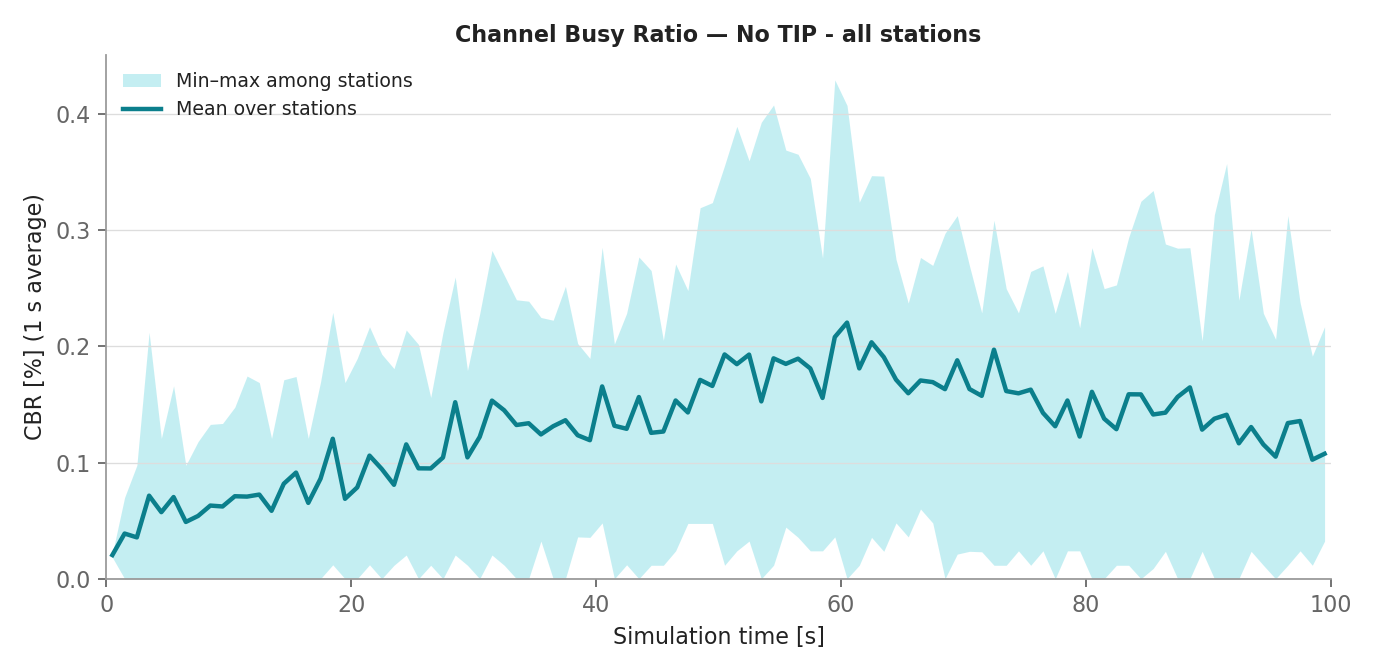 Channel Busy Ratio — No TIP - all stations
Min–max among stations
Mean over stations
CBR [%] (1 s average)
0.4
0.3
0.2
0.1
0.0
0 20 40 60 80 100
Simulation time [s]